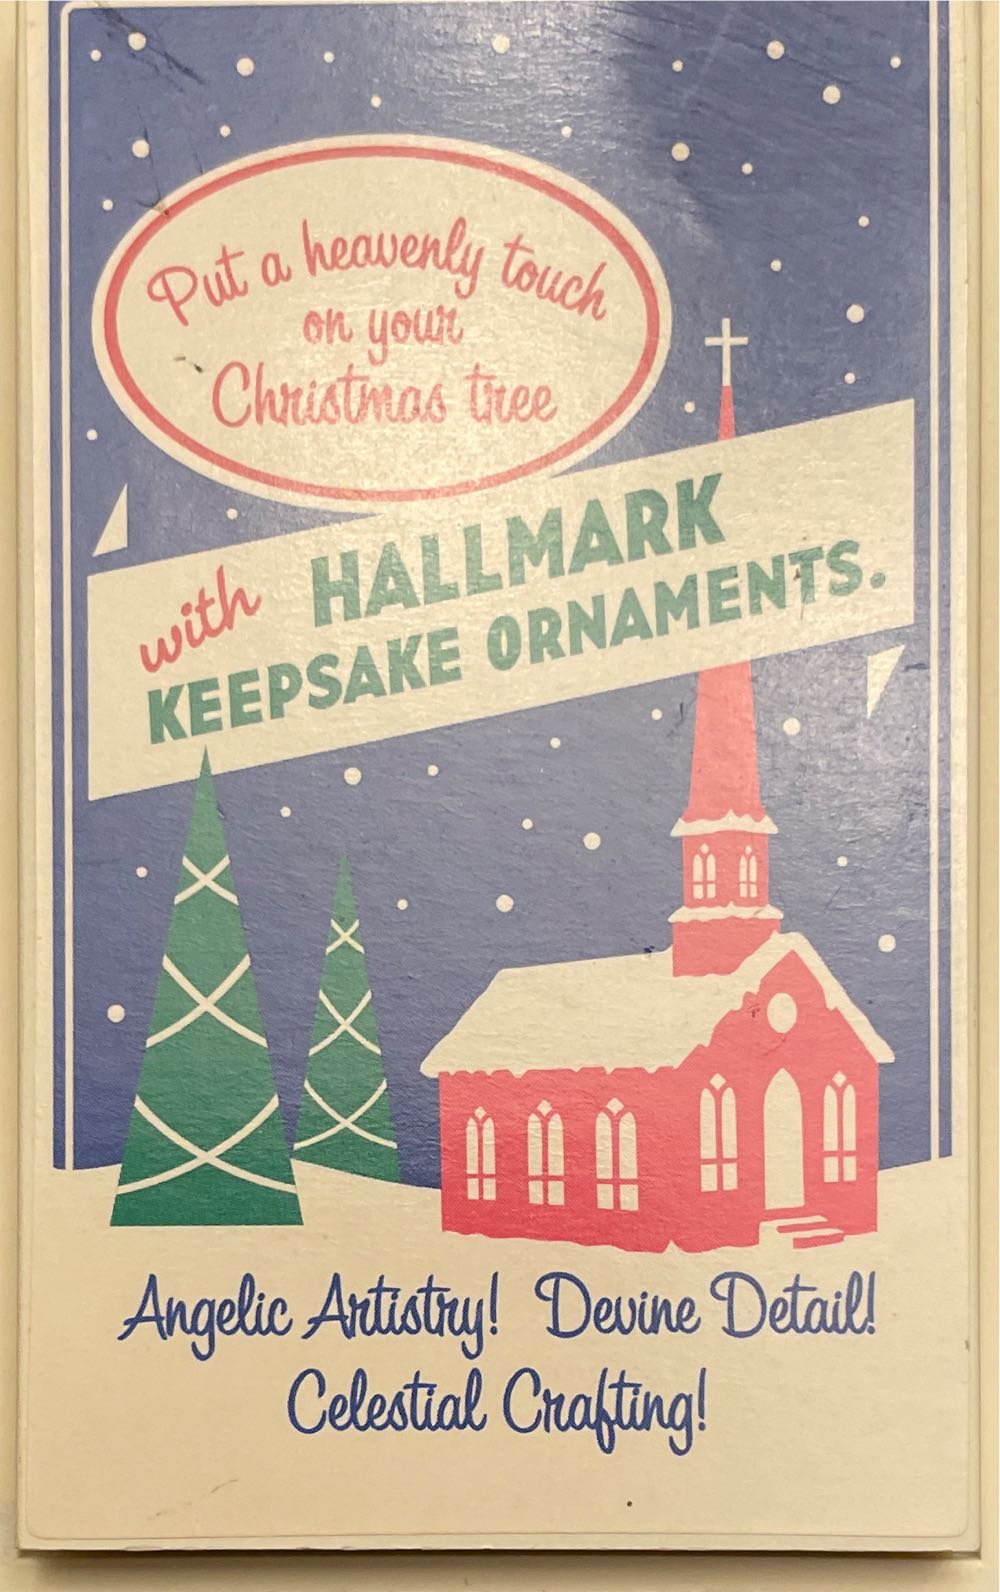 Put a heavenly touch
on your
Christmas tree
with HALLMARK
KEEPSAKE ORNAMENTS.
Angelic Artistry! Devine Detail!
Celestial Crafting!